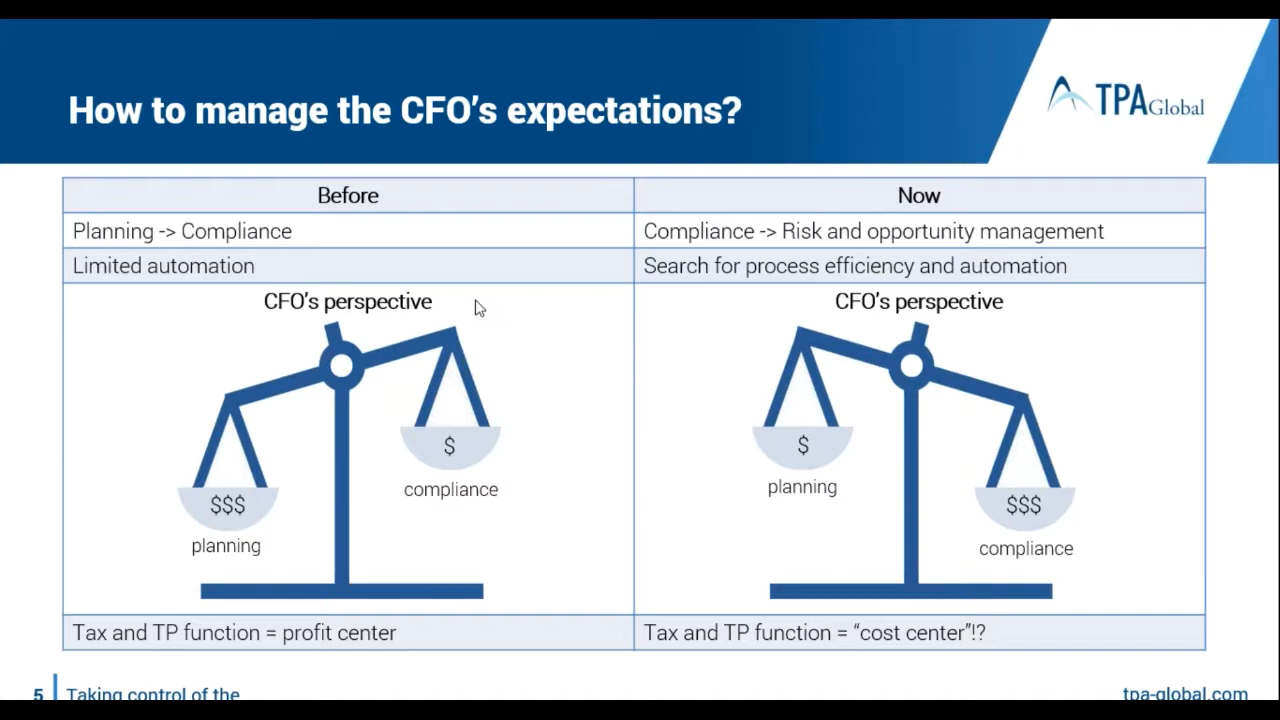 How to manage the CFO's expectations?
TPA Global
Before
Now
Planning -> Compliance
Compliance -> Risk and opportunity management
Limited automation
Search for process efficiency and automation
CFO's perspective
CFO's perspective
$
$
compliance
planning
$$$
$$$
planning
compliance
Tax and TP function = profit center
Tax and TP function = “cost center”!?
5
Taking control of the
tpa-global.com